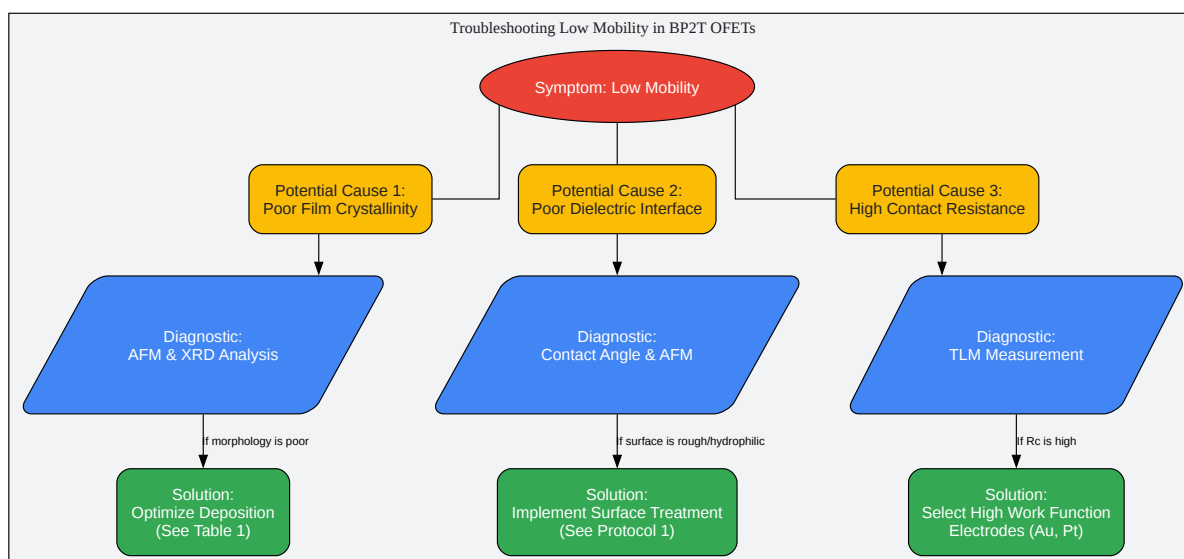 Troubleshooting Low Mobility in BP2T OFETs
Symptom: Low Mobility
Potential Cause 1:
Poor Film Crystallinity
Potential Cause 2:
Poor Dielectric Interface
Potential Cause 3:
High Contact Resistance
Diagnostic:
AFM & XRD Analysis
Diagnostic:
Contact Angle & AFM
Diagnostic:
TLM Measurement
If morphology is poor
If surface is rough/hydrophilic
If Rc is high
Solution:
Optimize Deposition
(See Table 1)
Solution:
Implement Surface Treatment
(See Protocol 1)
Solution:
Select High Work Function
Electrodes (Au, Pt)